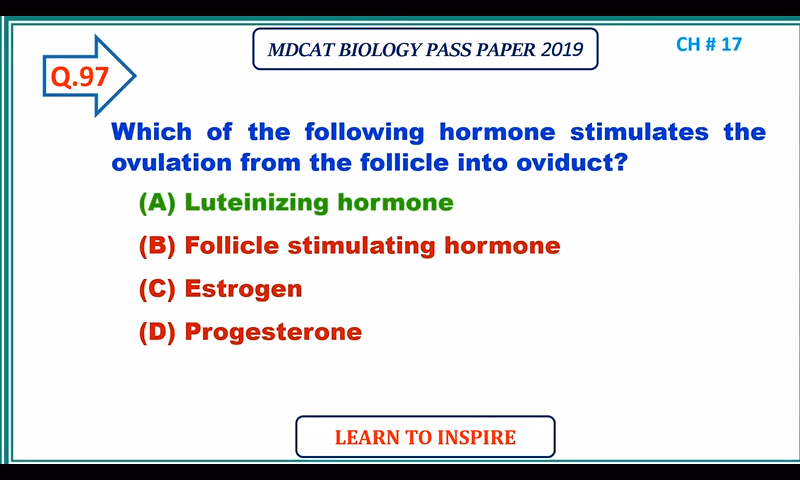 MDCAT BIOLOGY PASS PAPER 2019
CH # 17
Q.97
Which of the following hormone stimulates the
ovulation from the follicle into oviduct?
(A) Luteinizing hormone
(B) Follicle stimulating hormone
(C) Estrogen
(D) Progesterone
LEARN TO INSPIRE